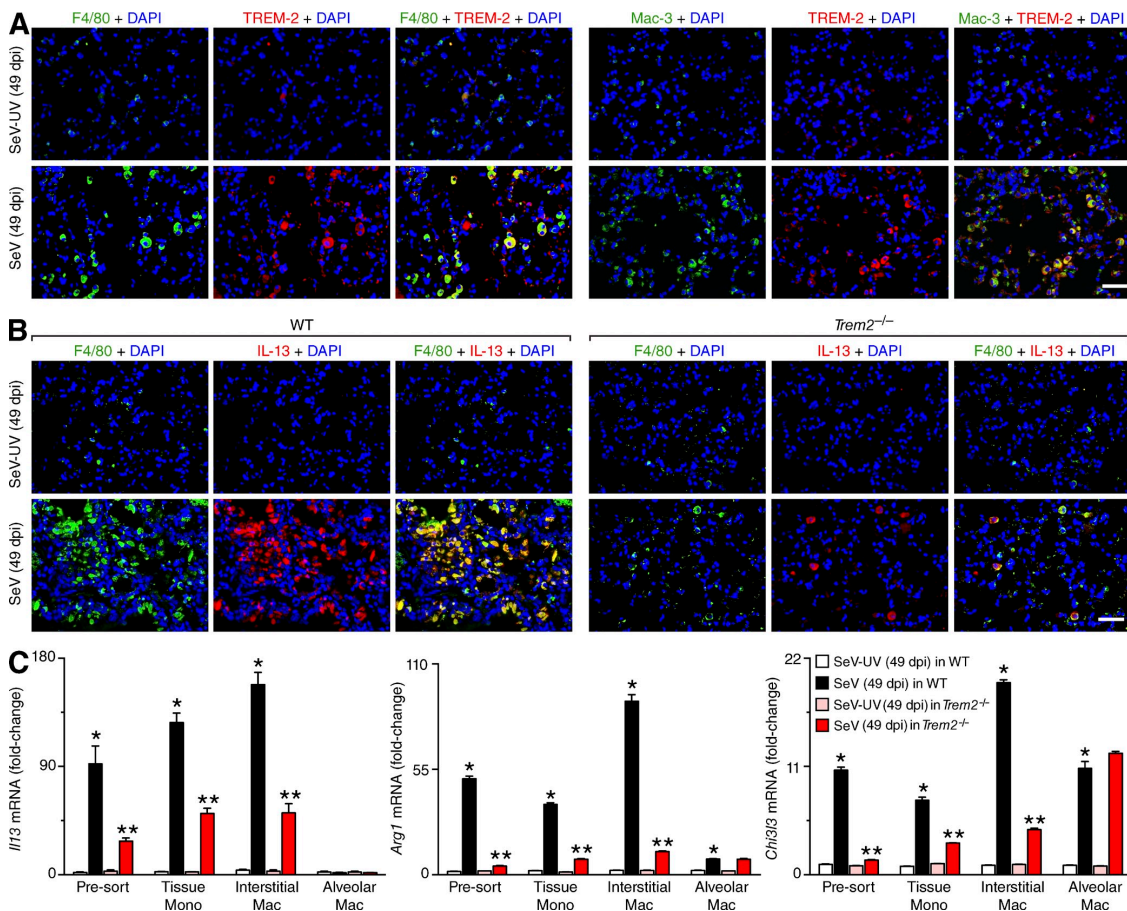 A
F4/80 + DAPI
TREM-2 + DAPI
F4/80 + TREM-2 + DAPI
Mac-3 + DAPI
TREM-2 + DAPI
Mac-3 + TREM-2 + DAPI
SeV-UV (49 dpi)
SeV (49 dpi)
B
WT
Trem2–/–
F4/80 + DAPI
IL-13 + DAPI
F4/80 + IL-13 + DAPI
F4/80 + DAPI
IL-13 + DAPI
F4/80 + IL-13 + DAPI
SeV-UV (49 dpi)
SeV (49 dpi)
C
Il13 mRNA (fold-change)
180
90
0
*
**
*
**
*
**
Pre-sort
Tissue Mono
Interstitial Mac
Alveolar Mac
Arg1 mRNA (fold-change)
110
55
0
*
**
*
**
*
**
*
Pre-sort
Tissue Mono
Interstitial Mac
Alveolar Mac
Chi3l3 mRNA (fold-change)
22
11
0
*
**
*
**
*
**
*
Pre-sort
Tissue Mono
Interstitial Mac
Alveolar Mac
SeV-UV (49 dpi) in WT
SeV (49 dpi) in WT
SeV-UV (49 dpi) in Trem2–/–
SeV (49 dpi) in Trem2–/–